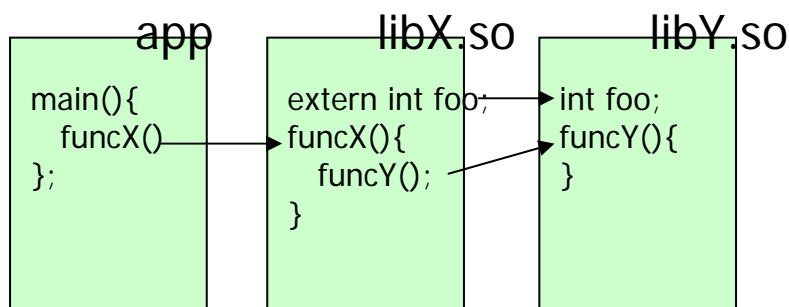 app
main(){
funcX()
};
libX.so
extern int foo;
funcX(){
funcY();
}
libY.so
int foo;
funcY(){
}